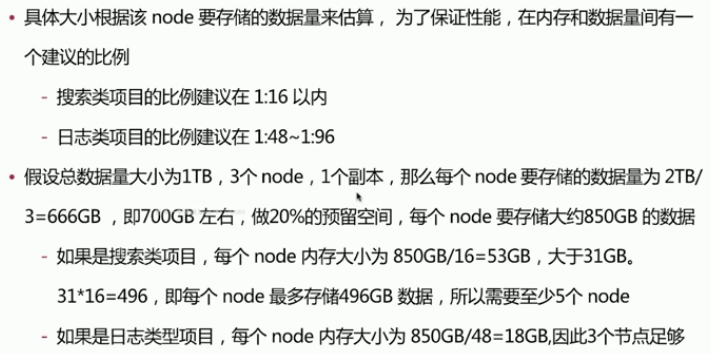 • 具体大小根据该 node 要存储的数据量来估算， 为了保证性能，在内存和数据量间有一
个建议的比例
- 搜索类项目的比例建议在 1:16 以内
- 日志类项目的比例建议在 1:48~1:96
• 假设总数据量大小为1TB，3个 node，1个副本，那么每个 node 要存储的数据量为 2TB/
3=666GB ，即700GB 左右，做20%的预留空间，每个 node 要存储大约850GB 的数据
- 如果是搜索类项目，每个 node 内存大小为 850GB/16=53GB，大于31GB。
31*16=496，即每个 node 最多存储496GB 数据，所以需要至少5个 node
- 如果是日志类型项目，每个 node 内存大小为 850GB/48=18GB,因此3个节点足够